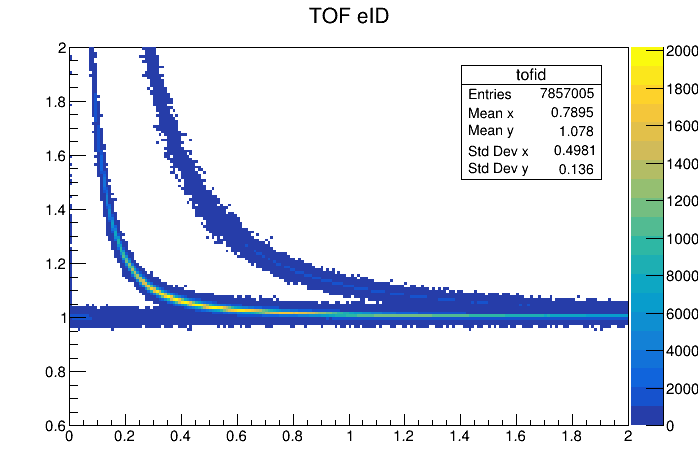 TOF eID
tofid
Entries 7857005
Mean x 0.7895
Mean y 1.078
Std Dev x 0.4981
Std Dev y 0.136
2
1.8
1.6
1.4
1.2
1
0.8
0.6
0 0.2 0.4 0.6 0.8 1 1.2 1.4 1.6 1.8 2
2000
1800
1600
1400
1200
1000
8000
6000
4000
2000
0